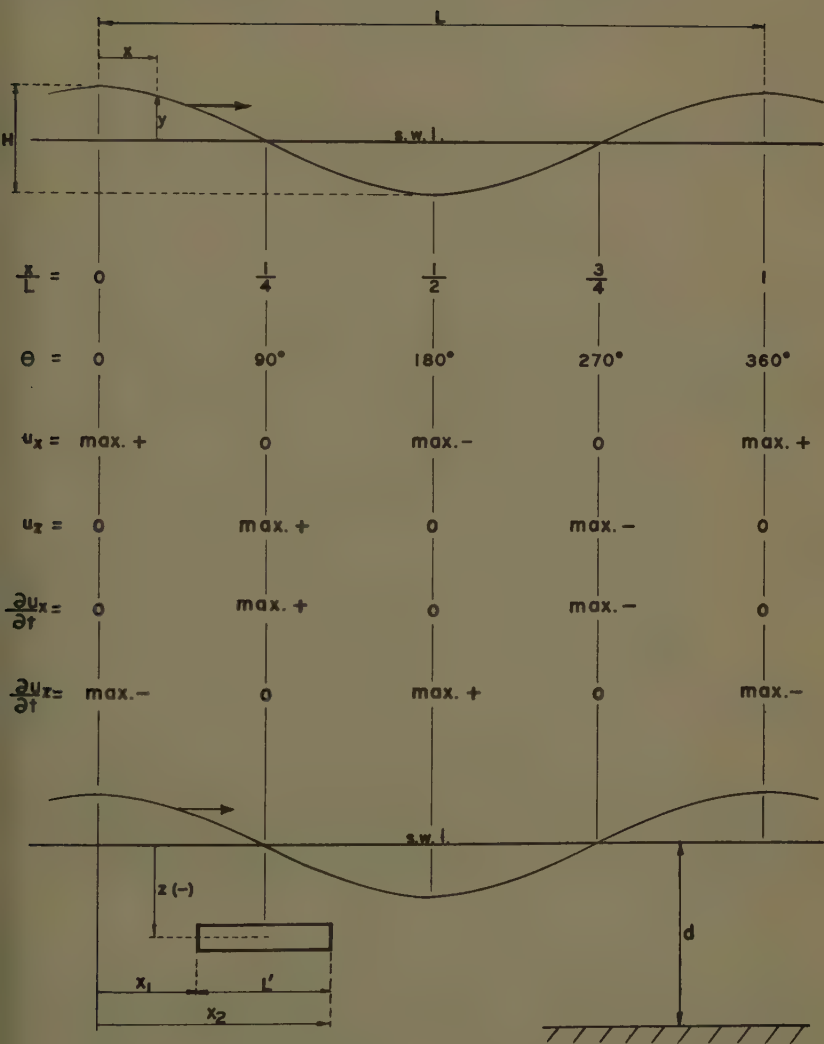 L
x
y
H
s.w.l.
x/L = 0 1/4 1/2 3/4 1
θ = 0 90° 180° 270° 360°
u_x = max. + 0 max. - 0 max. +
u_z = 0 max. + 0 max. - 0
∂u_x/∂t = 0 max. + 0 max. - 0
∂u_z/∂t = max. - 0 max. + 0 max. -
s.w.l.
z (-)
d
x_1 L'
x_2